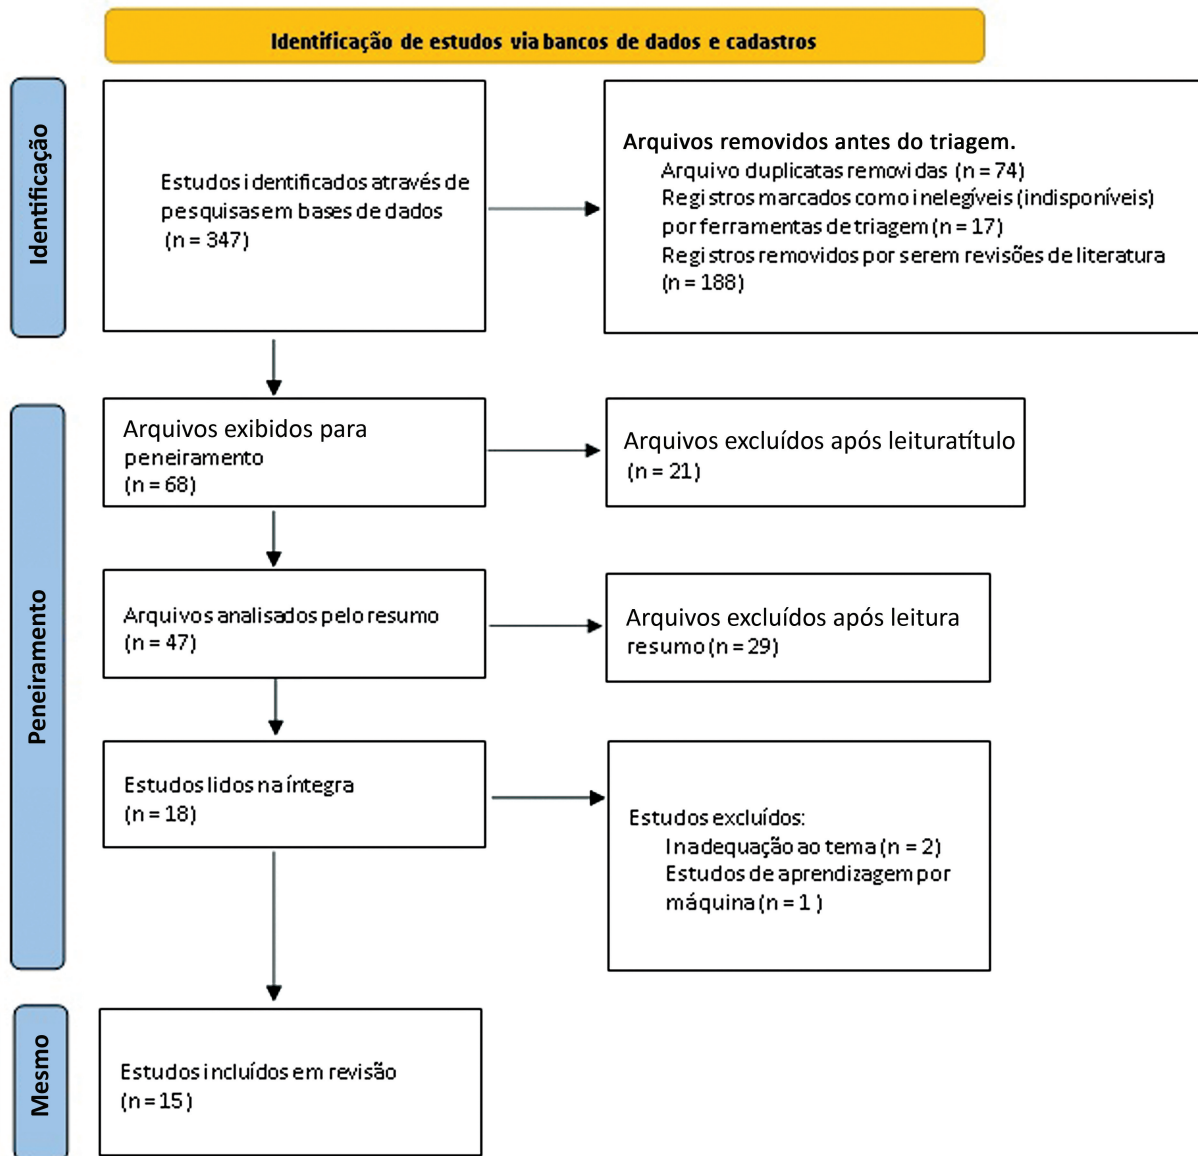 Identificação de estudos via bancos de dados e cadastros
Identificação
Estudos identificados através de
pesquisas em bases de dados
(n = 347)
Arquivos removidos antes do triagem.
Arquivo duplicatas removidas (n = 74)
Registros marcados como inelegíveis (indisponíveis)
por ferramentas de triagem (n = 17)
Registros removidos por serem revisões de literatura
(n = 188)
Peneiramento
Arquivos exibidos para
peneiramento
(n = 68)
Arquivos excluídos após leituratítulo
(n = 21)
Arquivos analisados pelo resumo
(n = 47)
Arquivos excluídos após leitura
resumo (n = 29)
Estudos lidos na íntegra
(n = 18)
Estudos excluídos:
Inadequação ao tema (n = 2)
Estudos de aprendizagem por
máquina (n = 1 )
Mesmo
Estudos incluídos em revisão
(n = 15)